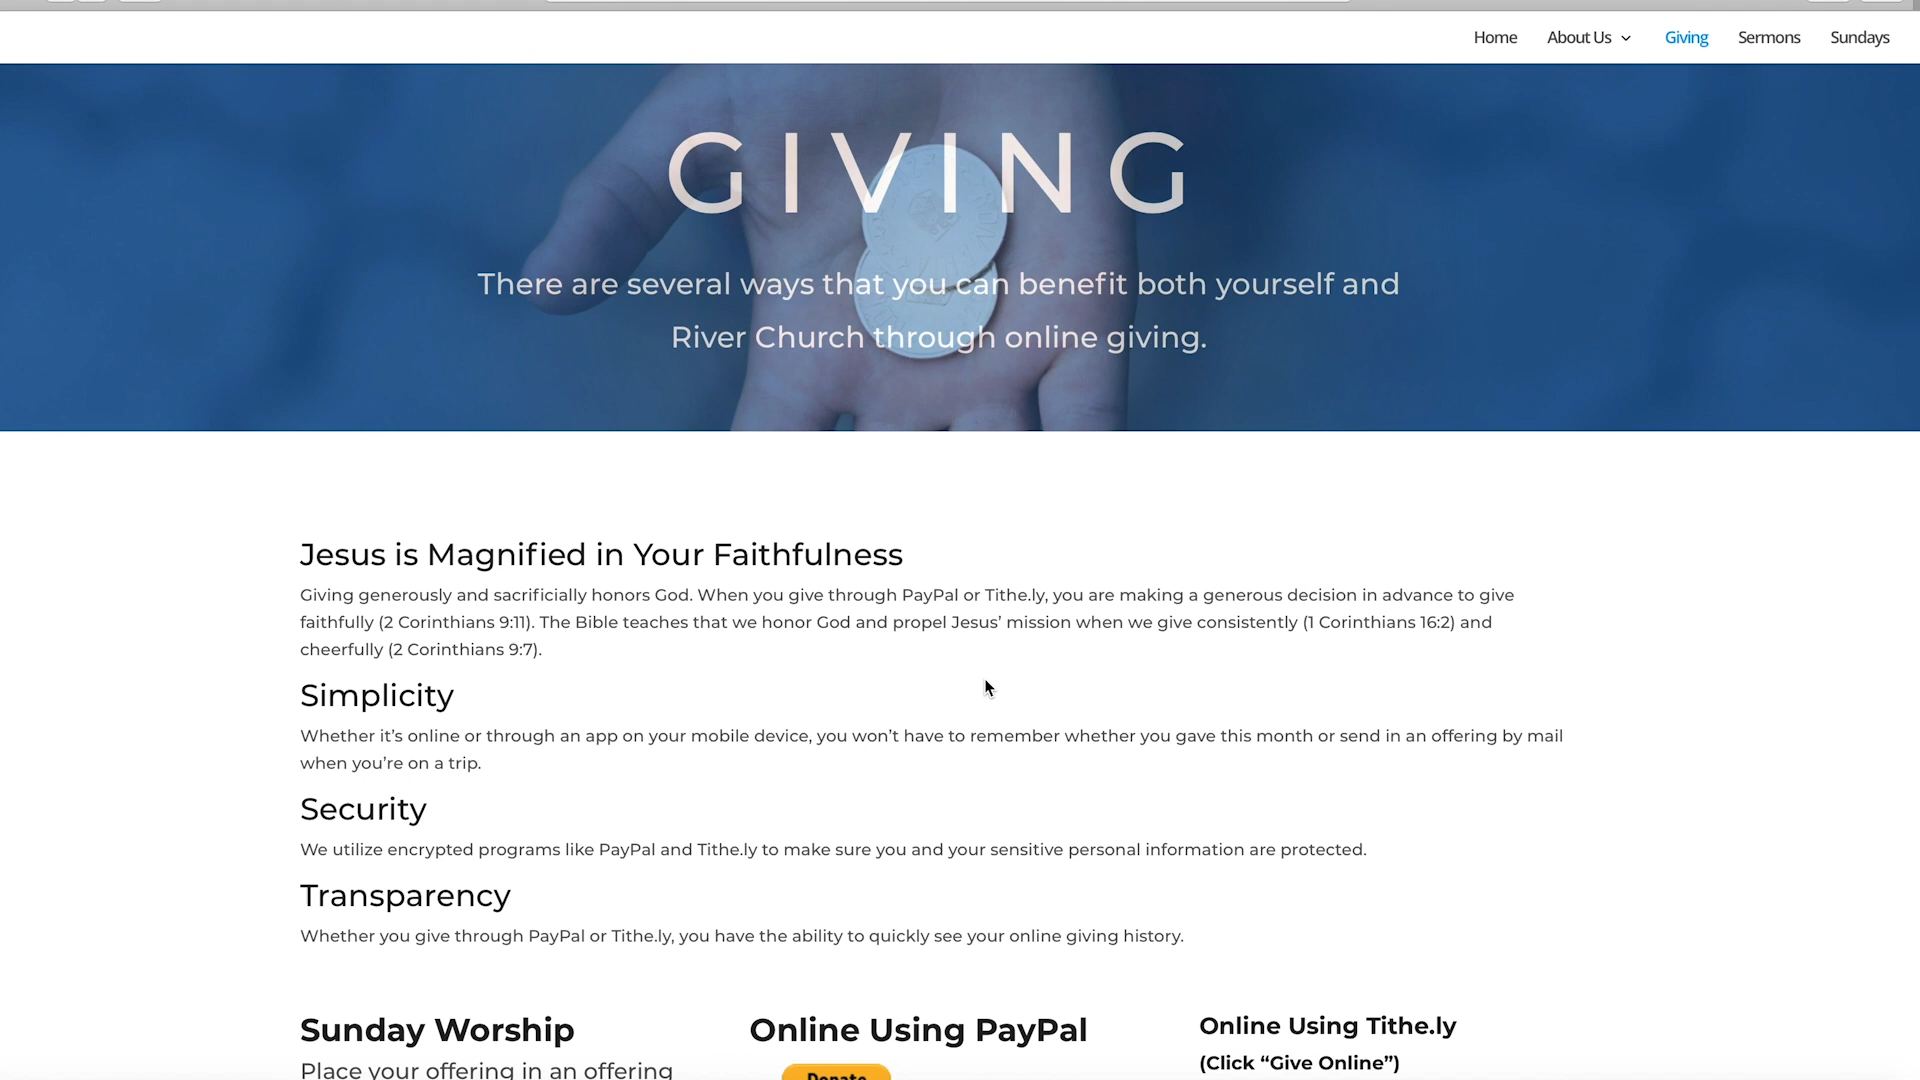 Home About Us Giving Sermons Sundays
GIVING
There are several ways that you can benefit both yourself and
River Church through online giving.
Jesus is Magnified in Your Faithfulness
Giving generously and sacrificially honors God. When you give through PayPal or Tithe.ly, you are making a generous decision in advance to give
faithfully (2 Corinthians 9:11). The Bible teaches that we honor God and propel Jesus’ mission when we give consistently (1 Corinthians 16:2) and
cheerfully (2 Corinthians 9:7).
Simplicity
Whether it’s online or through an app on your mobile device, you won’t have to remember whether you gave this month or send in an offering by mail
when you’re on a trip.
Security
We utilize encrypted programs like PayPal and Tithe.ly to make sure you and your sensitive personal information are protected.
Transparency
Whether you give through PayPal or Tithe.ly, you have the ability to quickly see your online giving history.
Sunday Worship
Place your offering in an offering
Online Using PayPal
Donate
Online Using Tithe.ly
(Click “Give Online”)